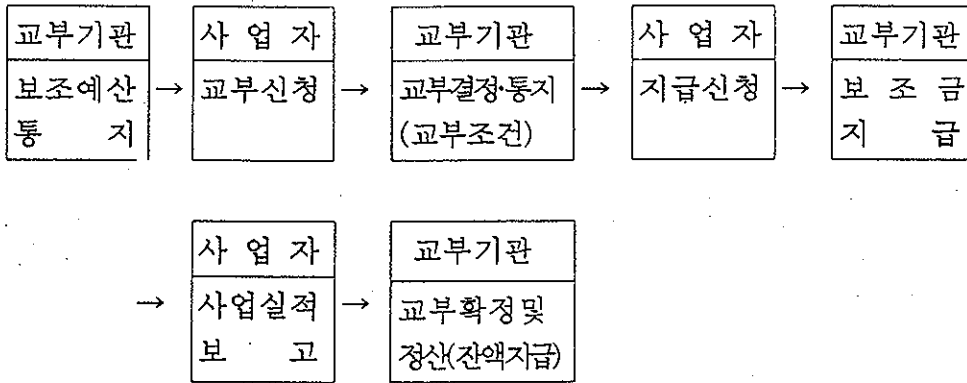 교부기관
보조예산
통 지
→
사 업 자
교부신청
→
교부기관
교부결정·통지
(교부조건)
→
사 업 자
지급신청
→
교부기관
보 조 금
지 급
→
사 업 자
사업실적
보 고
→
교부기관
교부확정및
정산(잔액지급)